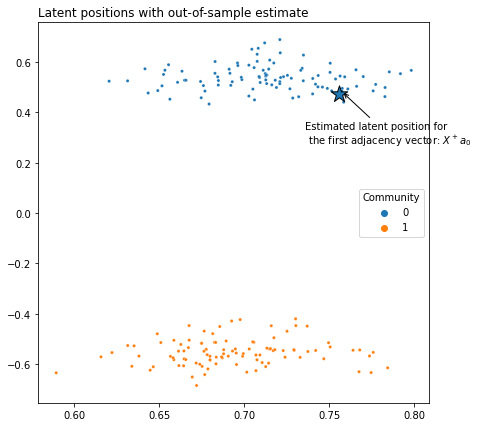 Latent positions with out-of-sample estimate
0.6
0.4
Estimated latent position for
the first adjacency vector: X⁺a₀
0.2
Community
0
1
0.0
−0.2
−0.4
−0.6
0.60 0.65 0.70 0.75 0.80